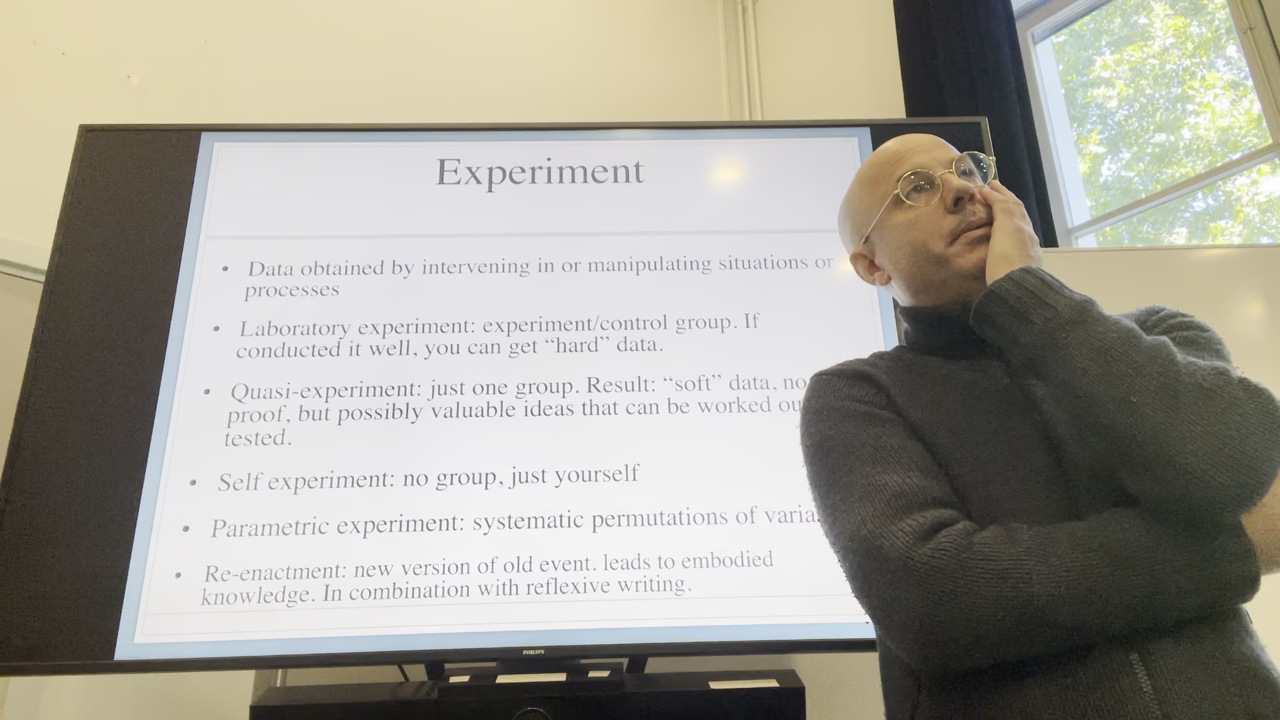 Experiment
• Data obtained by intervening in or manipulating situations or
processes
• Laboratory experiment: experiment/control group. If
conducted it well, you can get “hard” data.
• Quasi-experiment: just one group. Result: “soft” data, no
proof, but possibly valuable ideas that can be worked
tested.
• Self experiment: no group, just yourself
• Parametric experiment: systematic permutations of
• Re-enactment: new version of old event. leads to embodied
knowledge. In combination with reflexive writing.
PHILIPS